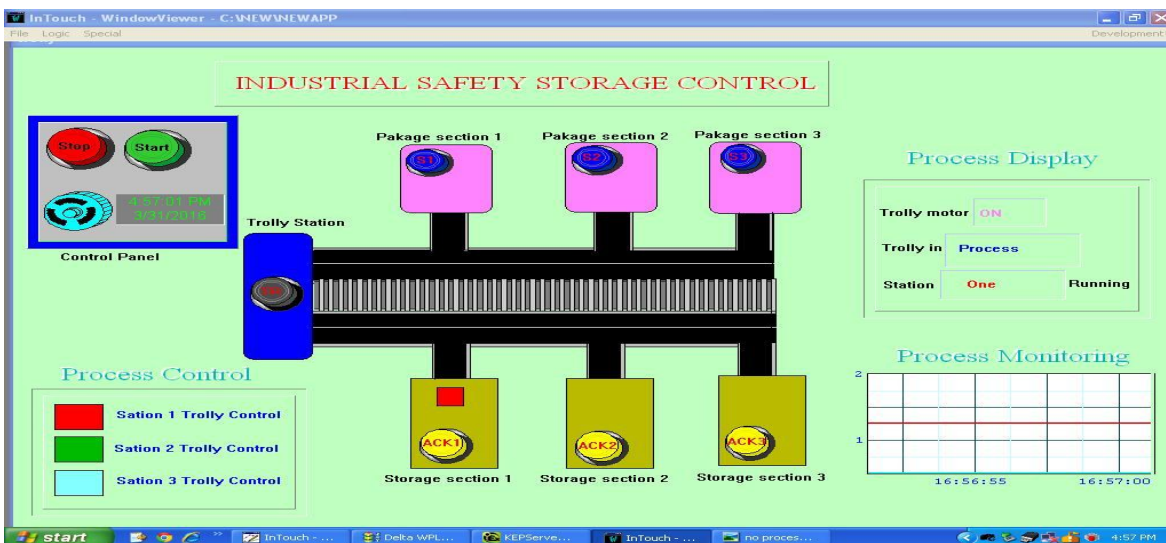 InTouch - WindowViewer - C:\NEW\NEWAPP
File Logic Special Development!
INDUSTRIAL SAFETY STORAGE CONTROL
Stop Start
4:57:01 PM
3/31/2016
Control Panel
Pakage section 1 Pakage section 2 Pakage section 3
S1 S2 S3
Trolly Station
Process Display
Trolly motor ON
Trolly in Process
Station One Running
Process Control
Sation 1 Trolly Control
Sation 2 Trolly Control
Sation 3 Trolly Control
ACK1 ACK2 ACK3
Storage section 1 Storage section 2 Storage section 3
Process Monitoring
2
1
16:56:55 16:57:00
start InTouch - ... Delta WPL... KEPServe... InTouch - ... no proces... 4:57 PM